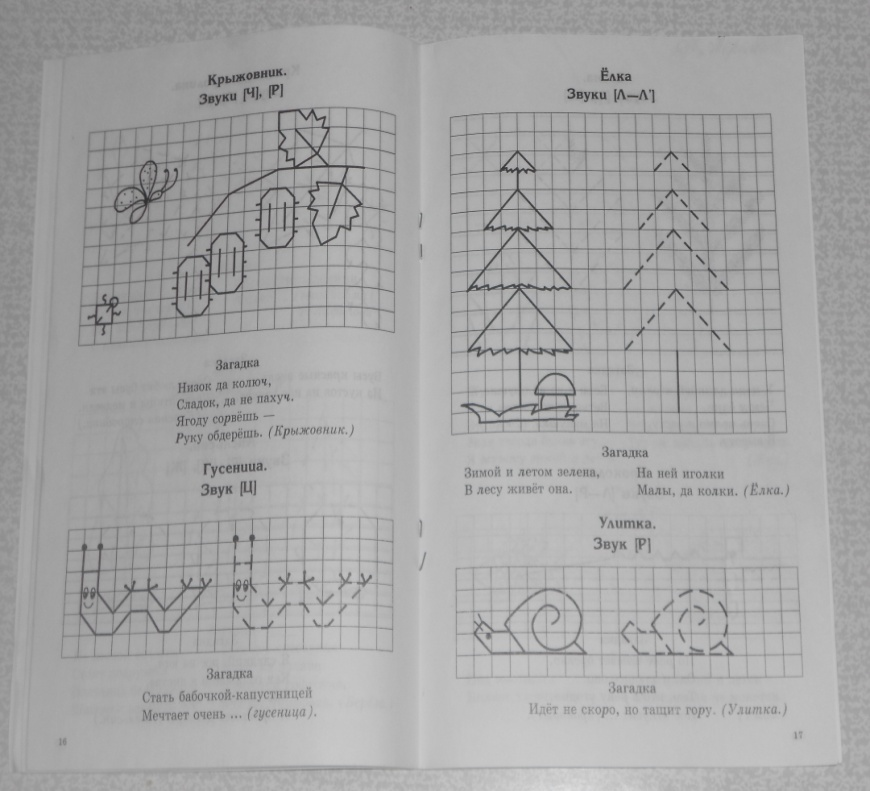 Крыжовник.
Звуки [Ч], [Р]
Загадка
Низок да колюч,
Сладок, да не пахуч.
Ягоду сорвёшь —
Руку обдерёшь. (Крыжовник.)
Гусеница.
Звук [Ц]
Загадка
Стать бабочкой-капустницей
Мечтает очень ... (гусеница).
16
Ёлка
Звуки [Л—Л']
Загадка
Зимой и летом зелена,
В лесу живёт она.
На ней иголки
Малы, да колки. (Ёлка.)
Улитка.
Звук [Р]
Загадка
Идёт не скоро, но тащит гору. (Улитка.)
17